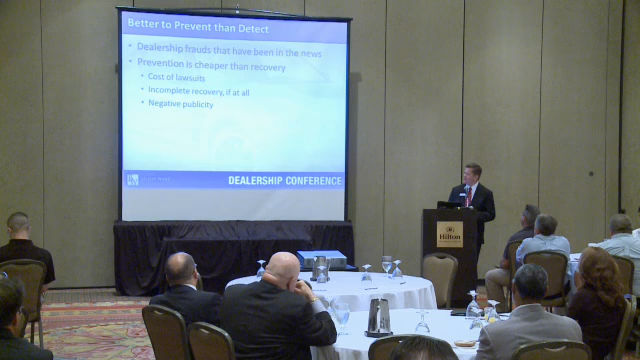 Better to Prevent than Detect
• Dealership frauds that have been in the news
• Prevention is cheaper than recovery
• Cost of lawsuits
• Incomplete recovery, if at all
• Negative publicity
DEALERSHIP CONFERENCE
Hilton